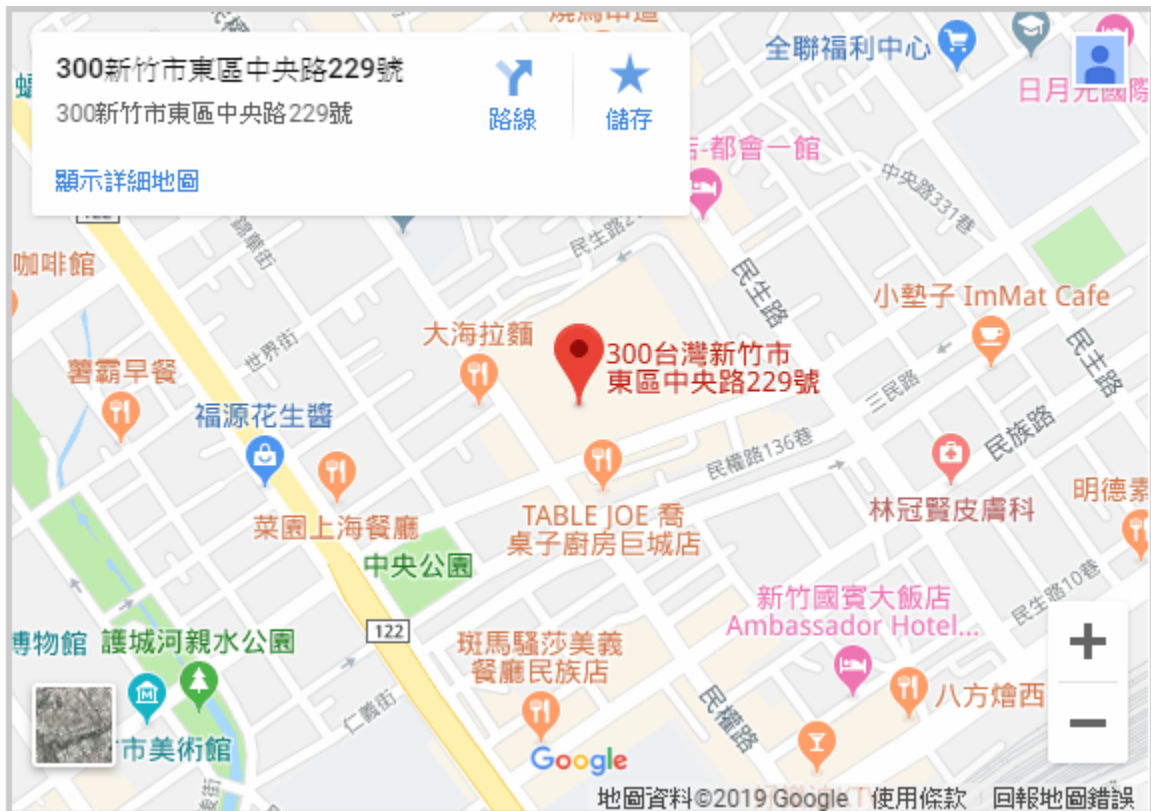 300新竹市東區中央路229號
300新竹市東區中央路229號
路線
儲存
顯示詳細地圖
全聯福利中心
日月光國際
店-都會一館
中央路331巷
122
錦華街
民生路
咖啡館
小墊子 ImMat Cafe
民生路
大海拉麵
世界街
300台灣新竹市
東區中央路229號
民主路
薯霸早餐
三民路
福源花生醬
民族路
民權路136巷
林冠賢皮膚科
明德素
菜園上海餐廳
TABLE JOE 喬
桌子廚房巨城店
中央公園
民生路10巷
新竹國賓大飯店
Ambassador Hotel...
122
博物館
護城河親水公園
斑馬騷莎美義
餐廳民族店
仁義街
民權路
八方燴西
市美術館
Google
地圖資料©2019 Google
使用條款
回報地圖錯誤